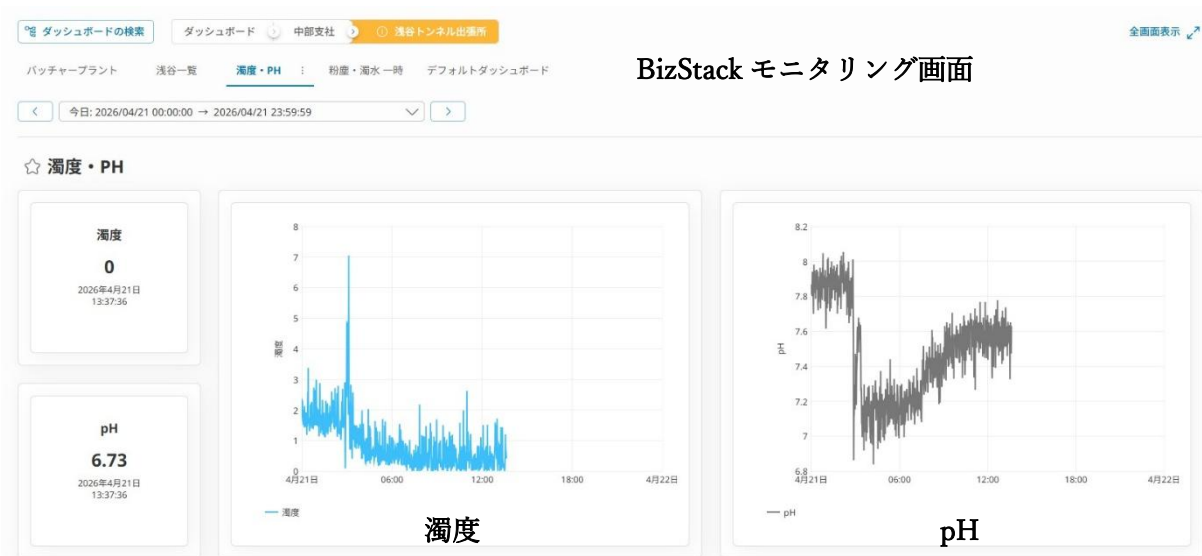 ダッシュボードの検索
ダッシュボード 中部支社 浅谷トンネル出張所
全画面表示
バッチャープラント 浅谷一覧 濁度・PH 粉塵・濁水 一時 デフォルトダッシュボード
BizStack モニタリング画面
今日: 2026/04/21 00:00:00 → 2026/04/21 23:59:59
濁度・PH
濁度
0
2026年4月21日
13:37:36
pH
6.73
2026年4月21日
13:37:36
8
7
6
5
4
3
2
1
0
濁度
4月21日 06:00 12:00 18:00 4月22日
濁度
濁度
8.2
8
7.8
7.6
7.4
7.2
7
6.8
pH
4月21日 06:00 12:00 18:00 4月22日
pH
pH